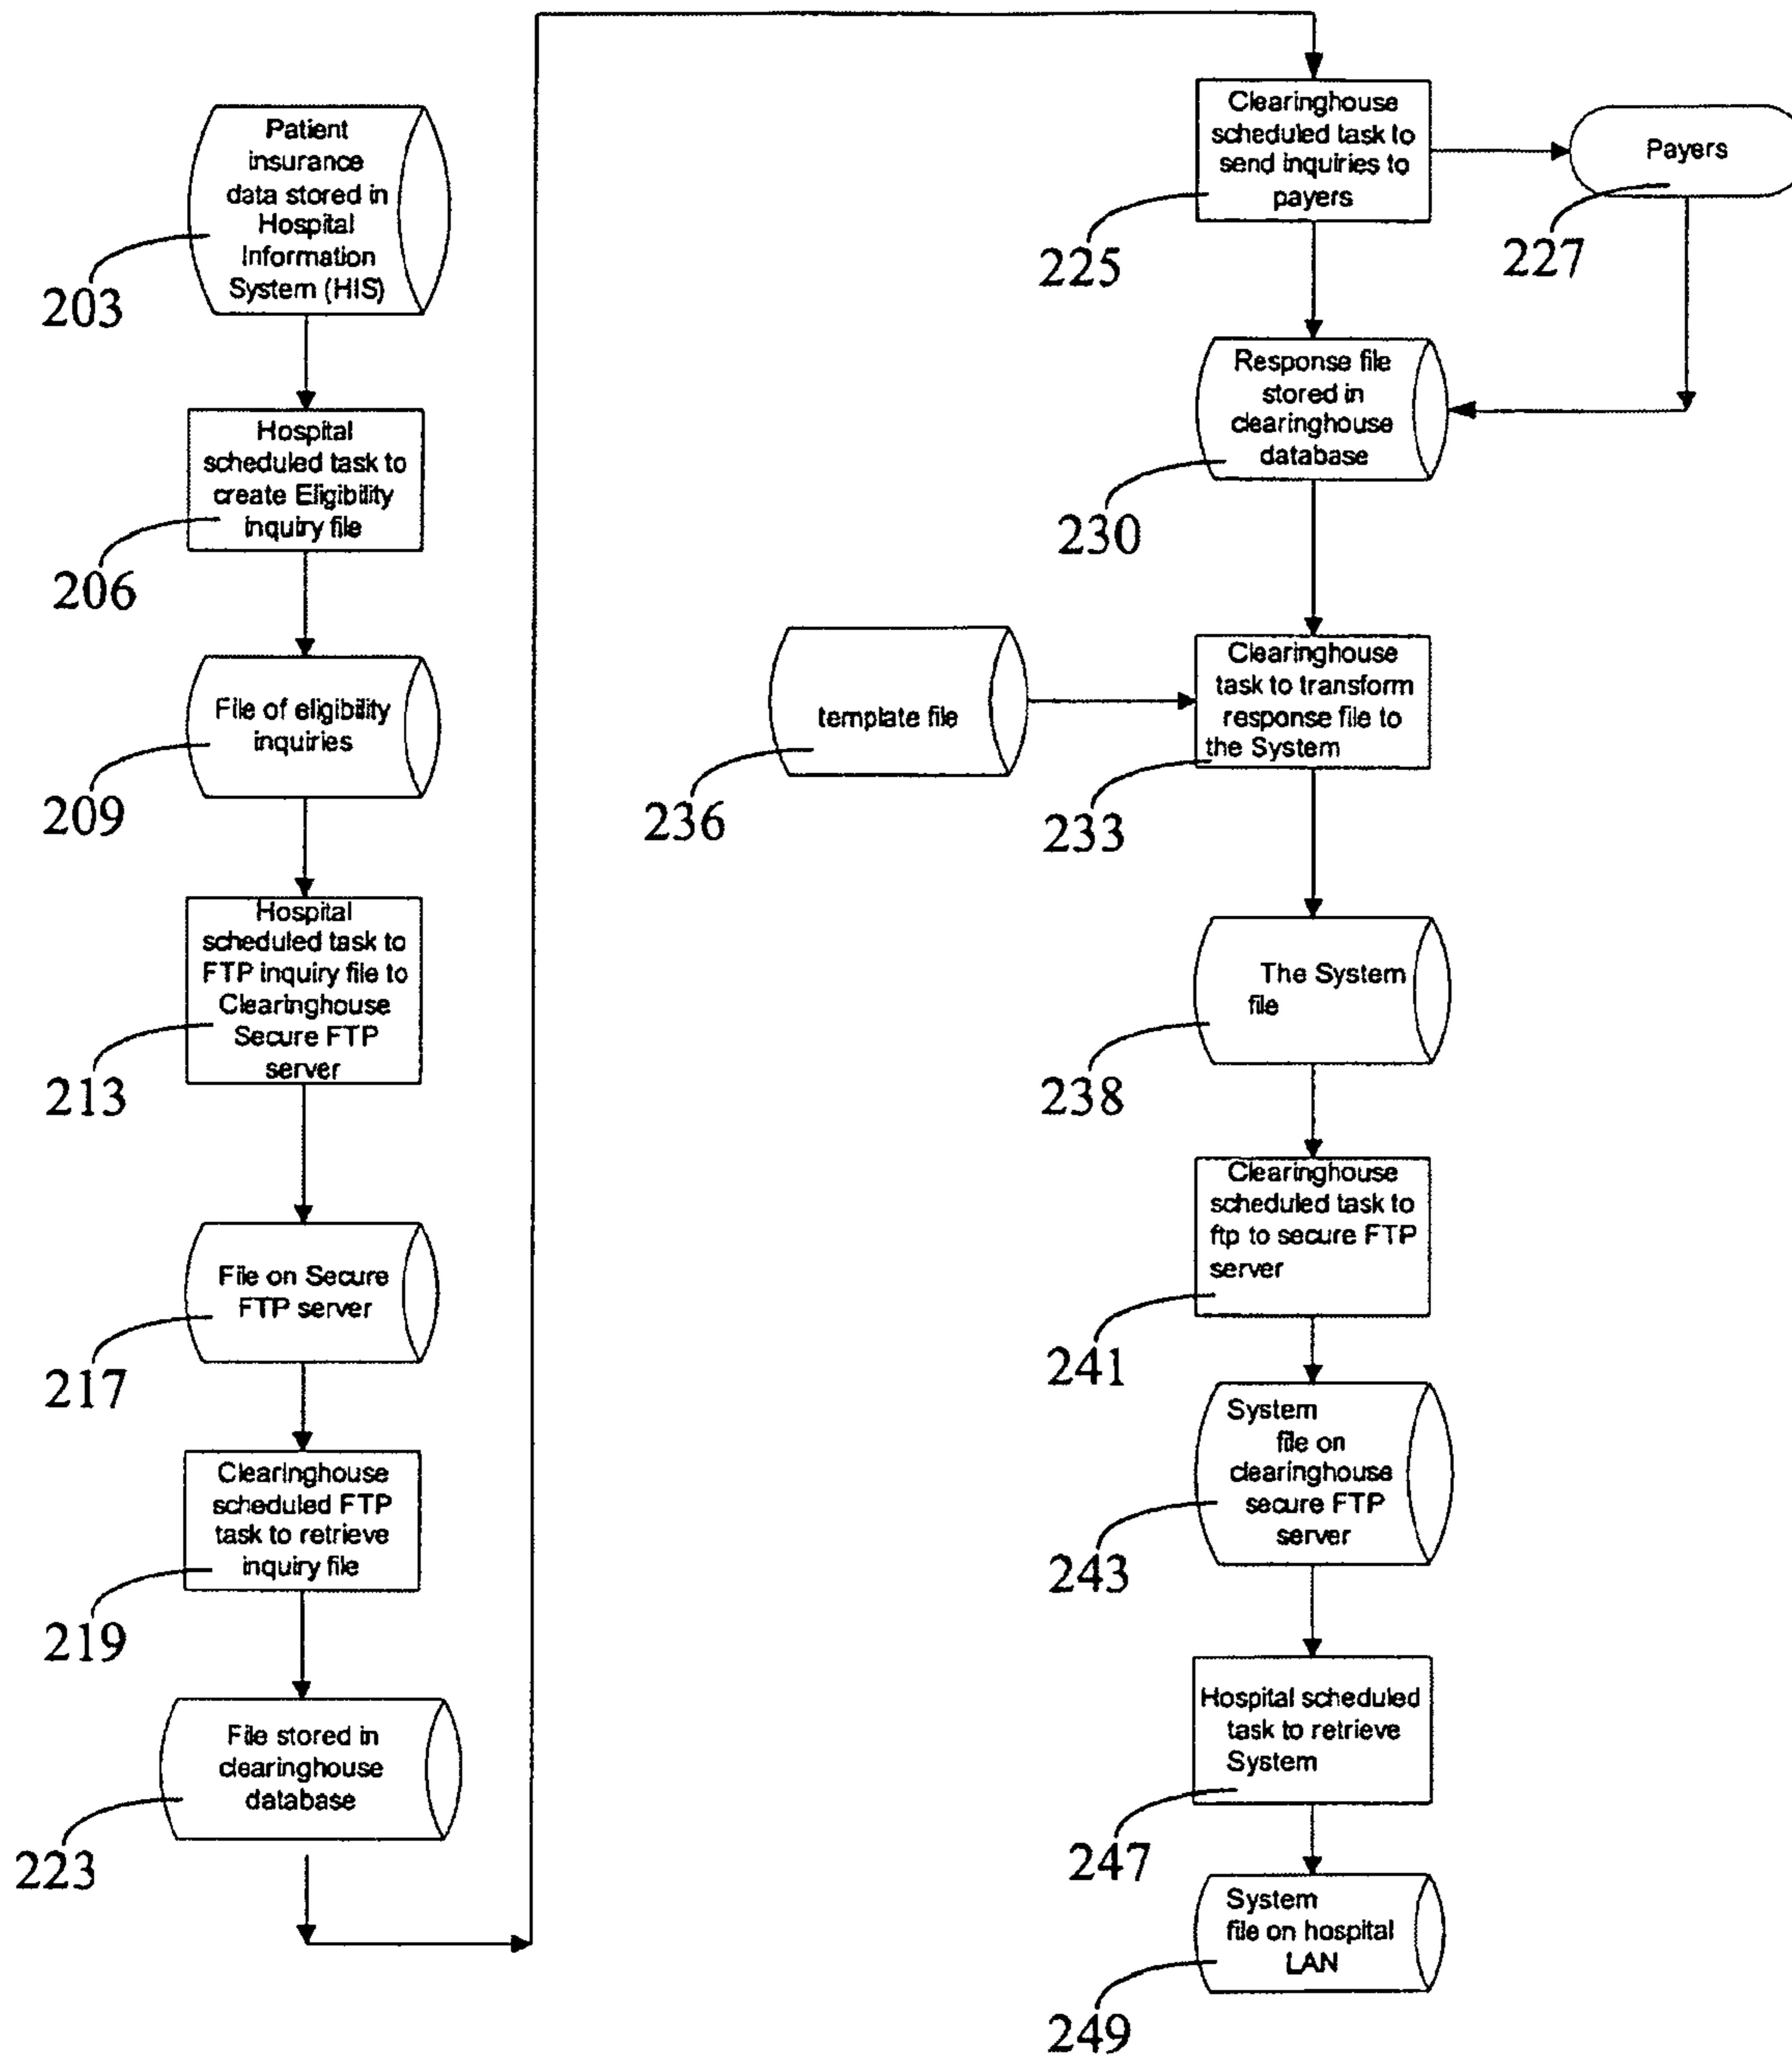 Patient
insurance
data stored in
Hospital
Information
System (HIS)
203
Hospital
scheduled task to
create Eligibility
inquiry file
206
File of eligibility
inquiries
209
Hospital
scheduled task to
FTP inquiry file to
Clearinghouse
Secure FTP
server
213
File on Secure
FTP server
217
Clearinghouse
scheduled FTP
task to retrieve
inquiry file
219
File stored in
clearinghouse
database
223
Clearinghouse
scheduled task to
send inquiries to
payers
225
Payers
227
Response file
stored in
clearinghouse
database
230
Clearinghouse
task to transform
response file to
the System
233
template file
236
The System
file
238
Clearinghouse
scheduled task to
ftp to secure FTP
server
241
System
file on
clearinghouse
secure FTP
server
243
Hospital scheduled
task to retrieve
System
247
System
file on hospital
LAN
249